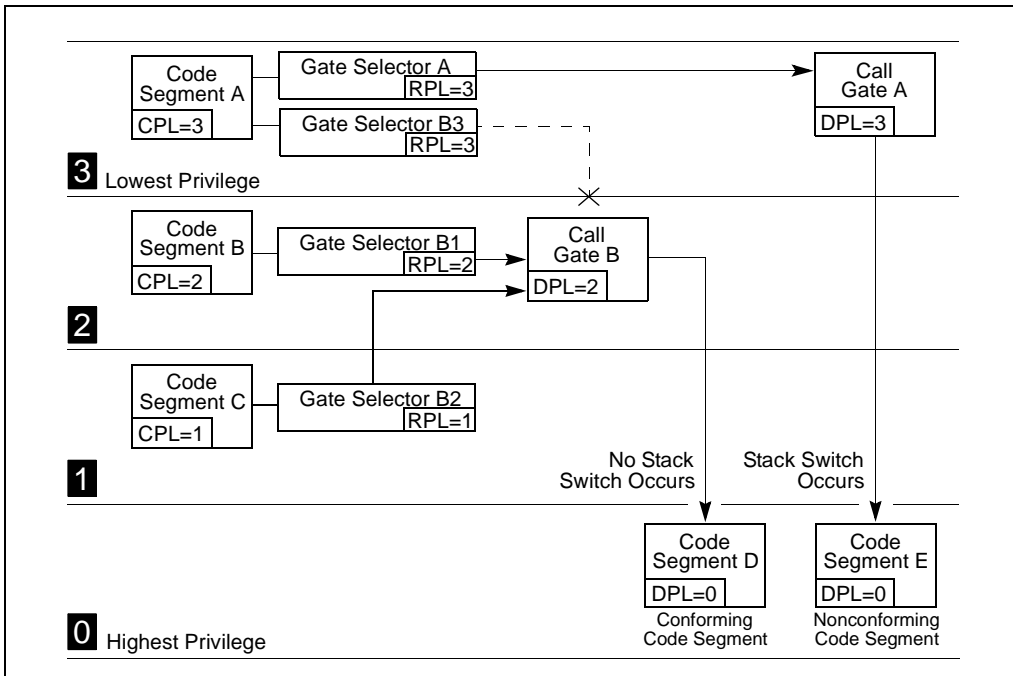 Code
Segment A
CPL=3
Gate Selector A
RPL=3
Gate Selector B3
RPL=3
Call
Gate A
DPL=3
3 Lowest Privilege
Code
Segment B
CPL=2
Gate Selector B1
RPL=2
Call
Gate B
DPL=2
2
Code
Segment C
CPL=1
Gate Selector B2
RPL=1
1
No Stack
Switch Occurs
Stack Switch
Occurs
Code
Segment D
DPL=0
Conforming
Code Segment
Code
Segment E
DPL=0
Nonconforming
Code Segment
0 Highest Privilege